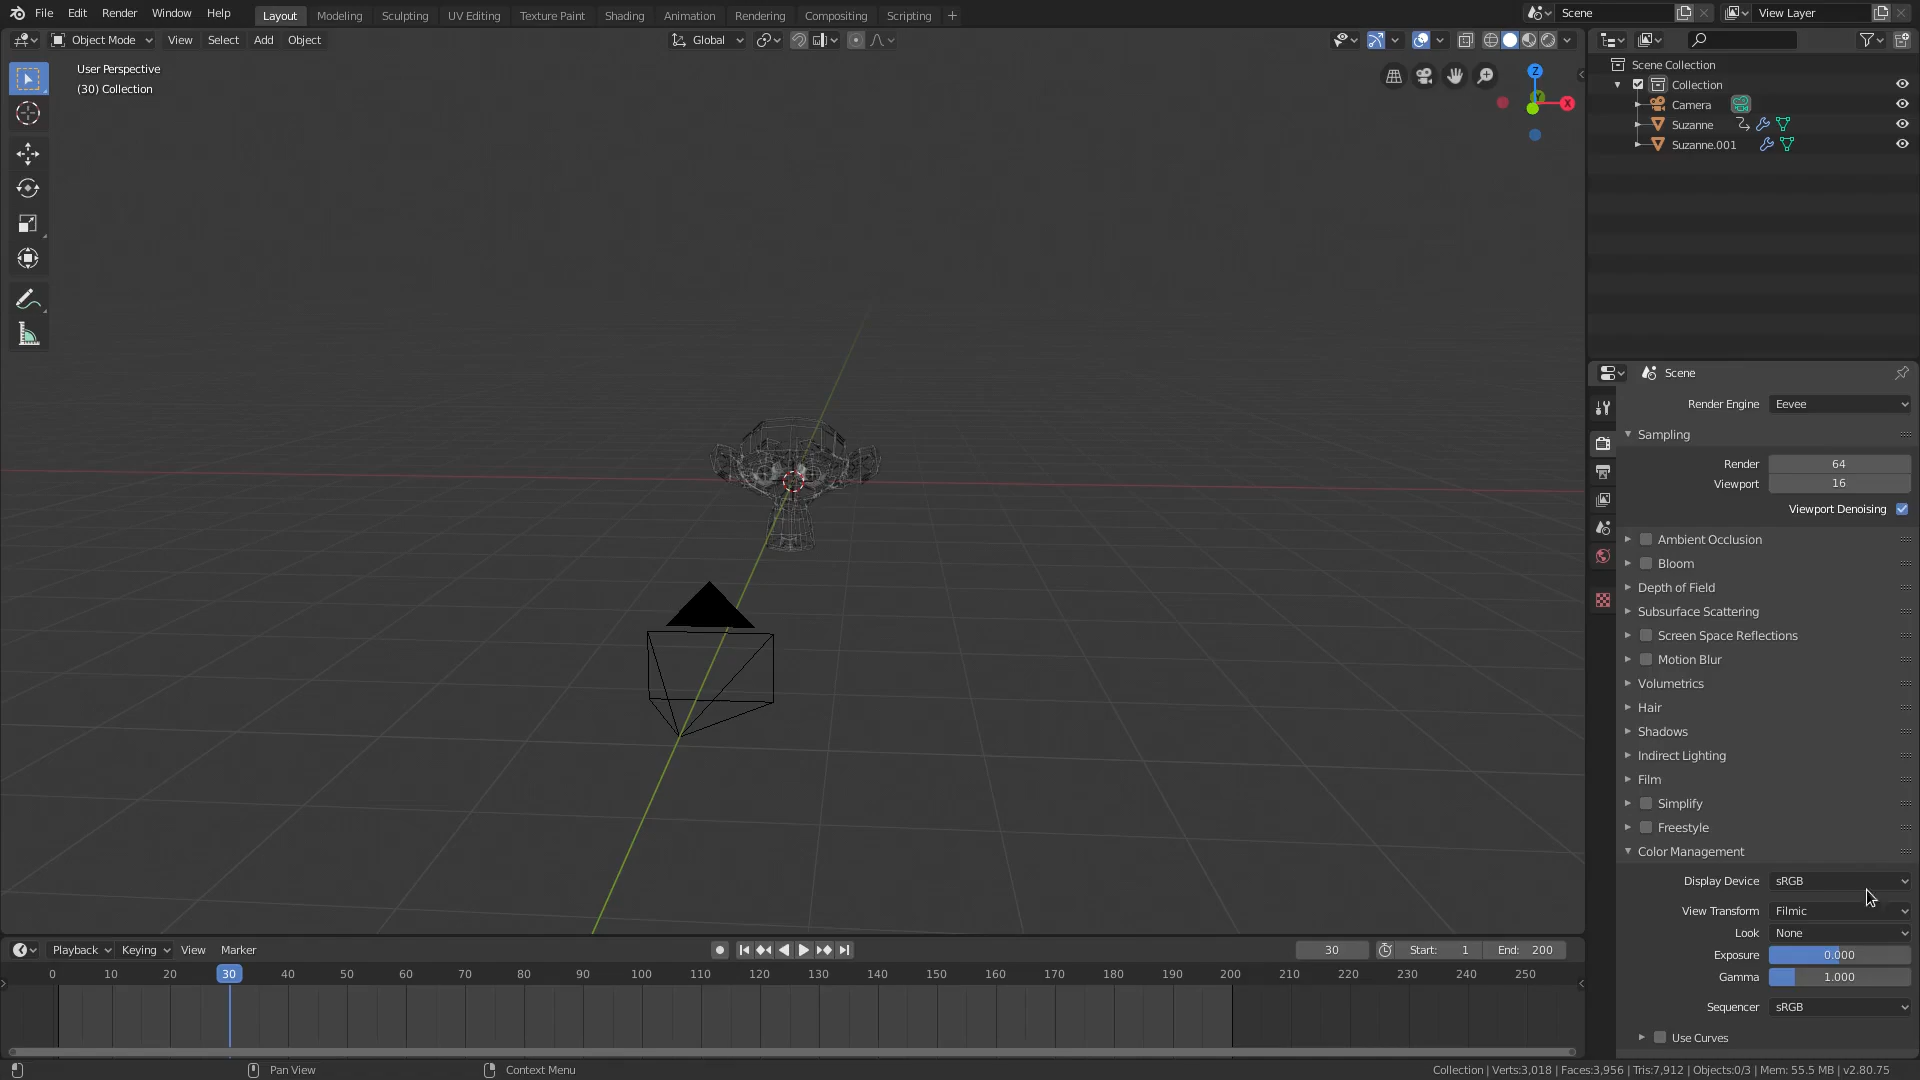 File Edit Render Window Help Layout Modeling Sculpting UV Editing Texture Paint Shading Animation Rendering Compositing Scripting Scene View Layer
Object Mode View Select Add Object Global
User Perspective
(30) Collection
Z
Y
X
Scene Collection
Collection
Camera
Suzanne
Suzanne.001
Scene
Render Engine Eevee
Sampling
Render 64
Viewport 16
Viewport Denoising
Ambient Occlusion
Bloom
Depth of Field
Subsurface Scattering
Screen Space Reflections
Motion Blur
Volumetrics
Hair
Shadows
Indirect Lighting
Film
Simplify
Freestyle
Color Management
Display Device sRGB
View Transform Filmic
Look None
Exposure 0.000
Gamma 1.000
Sequencer sRGB
Use Curves
Playback Keying View Marker 30 Start: 1 End: 200
0 10 20 30 40 50 60 70 80 90 100 110 120 130 140 150 160 170 180 190 200 210 220 230 240 250
Pan View Context Menu Collection | Verts:3,018 | Faces:3,956 | Tris:7,912 | Objects:0/3 | Mem: 55.5 MB | v2.80.75